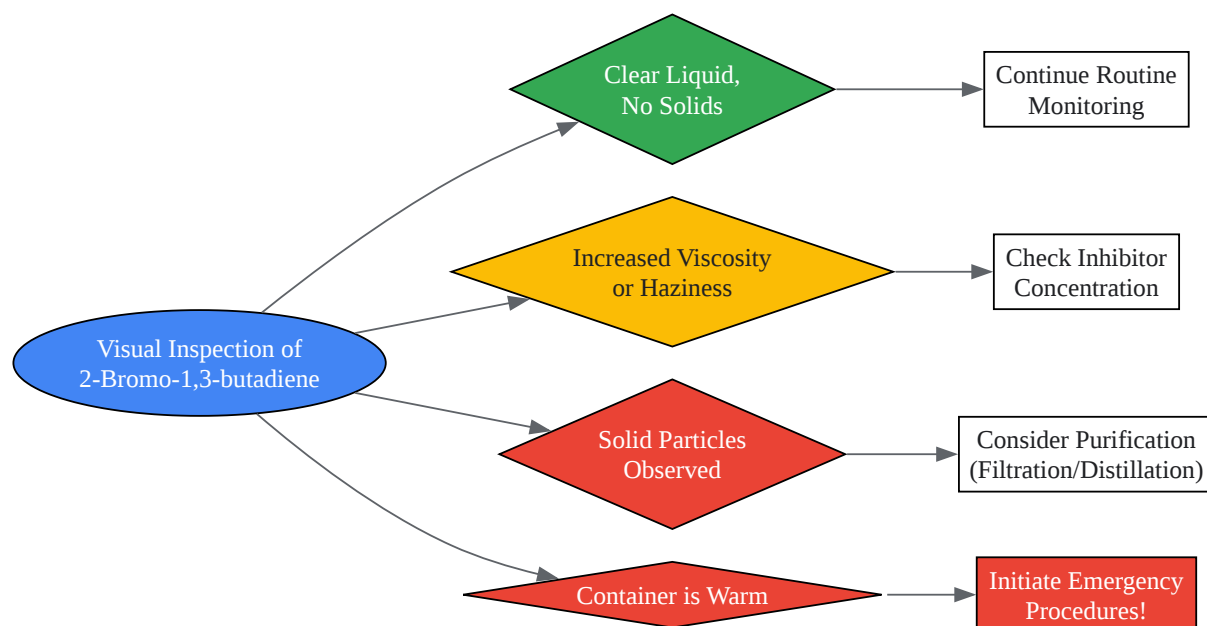 Clear Liquid,
No Solids
Continue Routine
Monitoring
Increased Viscosity
or Haziness
Check Inhibitor
Concentration
Visual Inspection of
2-Bromo-1,3-butadiene
Solid Particles
Observed
Consider Purification
(Filtration/Distillation)
Container is Warm
Initiate Emergency
Procedures!